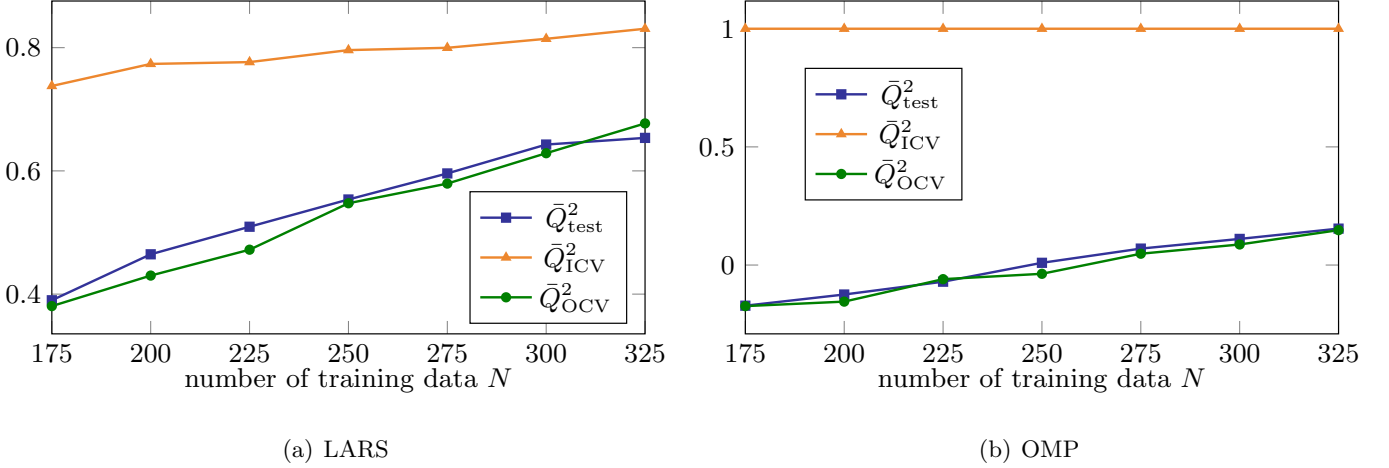 0.8
0.6
0.4
175 200 225 250 275 300 325
number of training data N
Q̄²test
Q̄²ICV
Q̄²OCV
(a) LARS
1
0.5
0
175 200 225 250 275 300 325
number of training data N
Q̄²test
Q̄²ICV
Q̄²OCV
(b) OMP